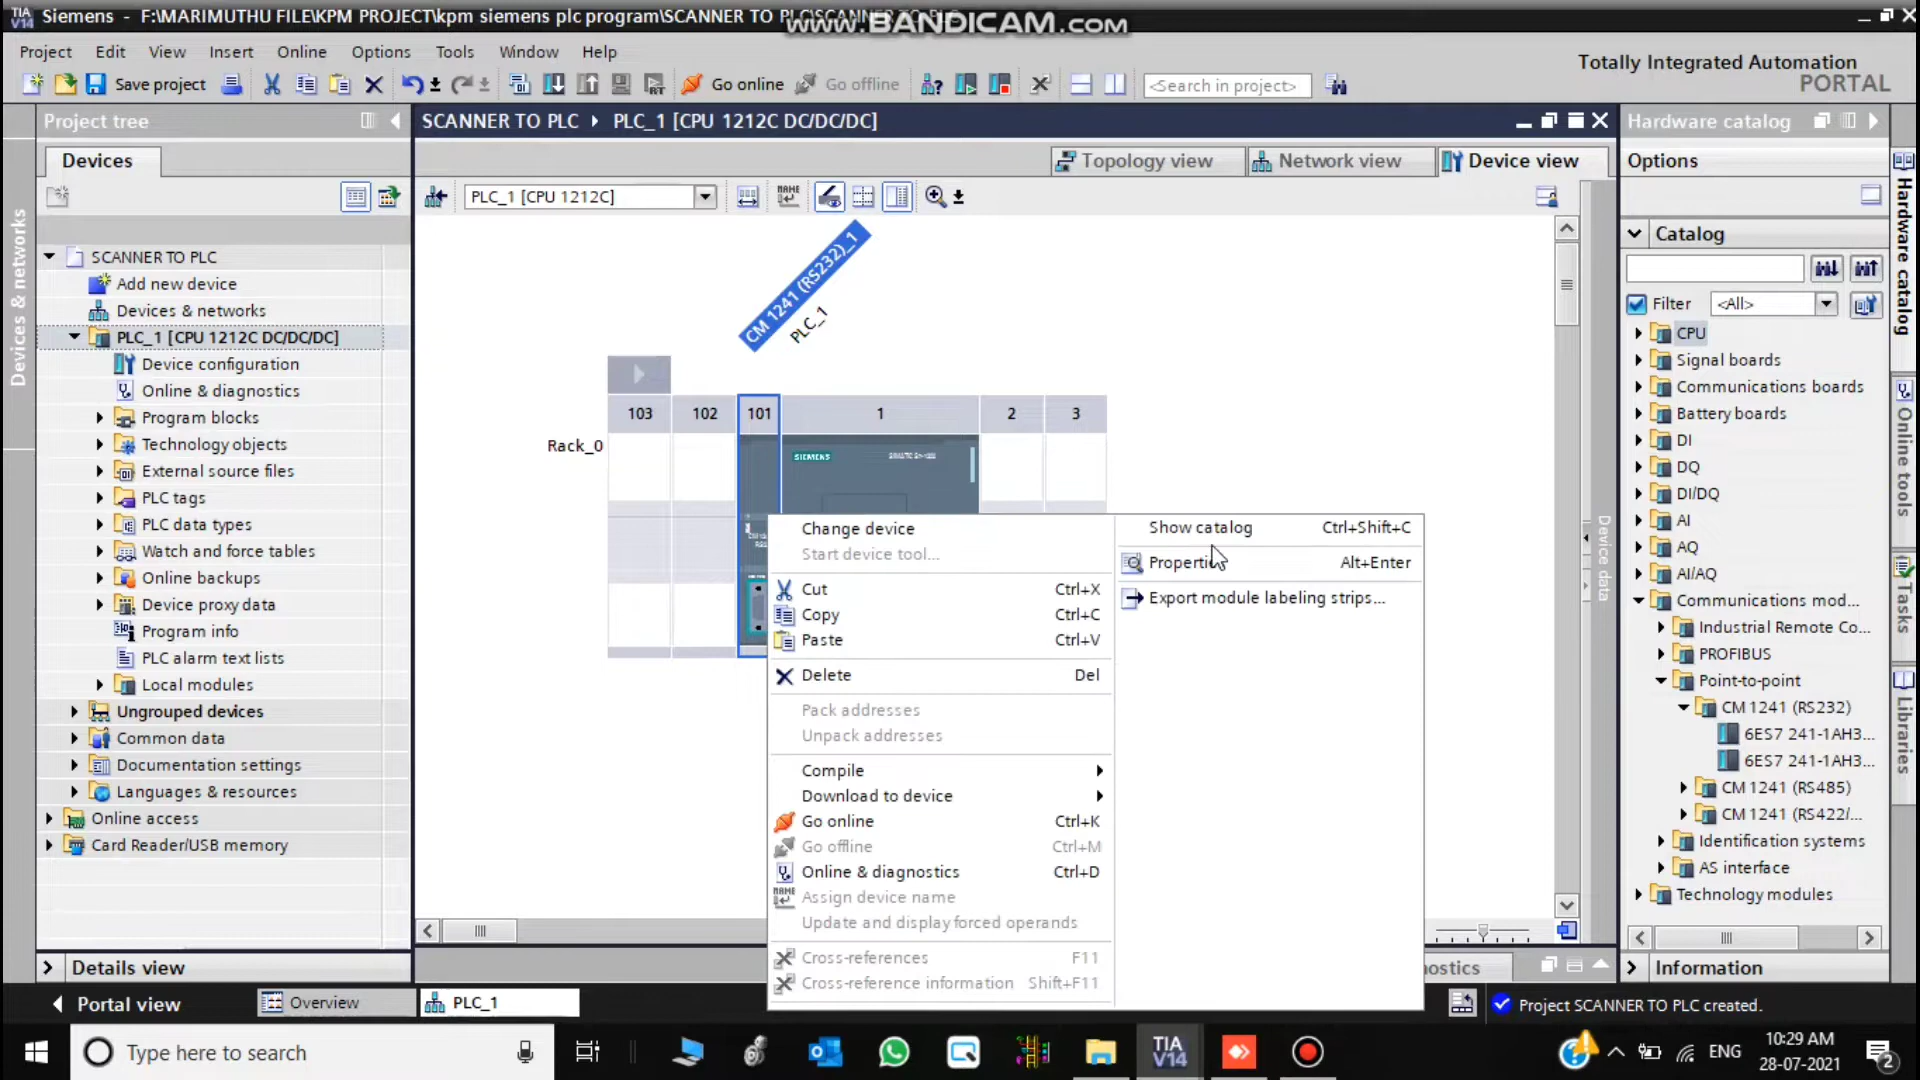 Siemens - F:\MARIMUTHU FILE\KPM PROJECT\kpm siemens plc program\SCANNER TO PLC\SCANNER TO PLC
www.BANDICAM.com
Project Edit View Insert Online Options Tools Window Help
Totally Integrated Automation
PORTAL
Save project
Go online
Go offline
<Search in project>
Project tree
SCANNER TO PLC
PLC_1 [CPU 1212C DC/DC/DC]
Hardware catalog
Devices
Topology view
Network view
Device view
Options
PLC_1 [CPU 1212C]
Devices & networks
SCANNER TO PLC
Add new device
Devices & networks
PLC_1 [CPU 1212C DC/DC/DC]
Device configuration
Online & diagnostics
Program blocks
Technology objects
External source files
PLC tags
PLC data types
Watch and force tables
Online backups
Device proxy data
Program info
PLC alarm text lists
Local modules
Ungrouped devices
Common data
Documentation settings
Languages & resources
Online access
Card Reader/USB memory
Details view
CM 1241 (RS232)_1
PLC_1
103 102 101 1 2 3
Rack_0
SIEMENS
Change device
Start device tool...
Cut Ctrl+X
Copy Ctrl+C
Paste Ctrl+V
Delete Del
Pack addresses
Unpack addresses
Compile
Download to device
Go online Ctrl+K
Go offline Ctrl+M
Online & diagnostics Ctrl+D
Assign device name
Update and display forced operands
Cross-references F11
Cross-reference information Shift+F11
Show catalog Ctrl+Shift+C
Properties Alt+Enter
Export module labeling strips...
Device data
Catalog
Filter
<All>
CPU
Signal boards
Communications boards
Battery boards
DI
DQ
DI/DQ
AI
AQ
AI/AQ
Communications mod...
Industrial Remote Co...
PROFIBUS
Point-to-point
CM 1241 (RS232)
6ES7 241-1AH3...
6ES7 241-1AH3...
CM 1241 (RS485)
CM 1241 (RS422/...
Identification systems
AS interface
Technology modules
Information
Hardware catalog
Online tools
Tasks
Libraries
Portal view
Overview
PLC_1
Project SCANNER TO PLC created.
Type here to search
TIA
V14
ENG
10:29 AM
28-07-2021
2